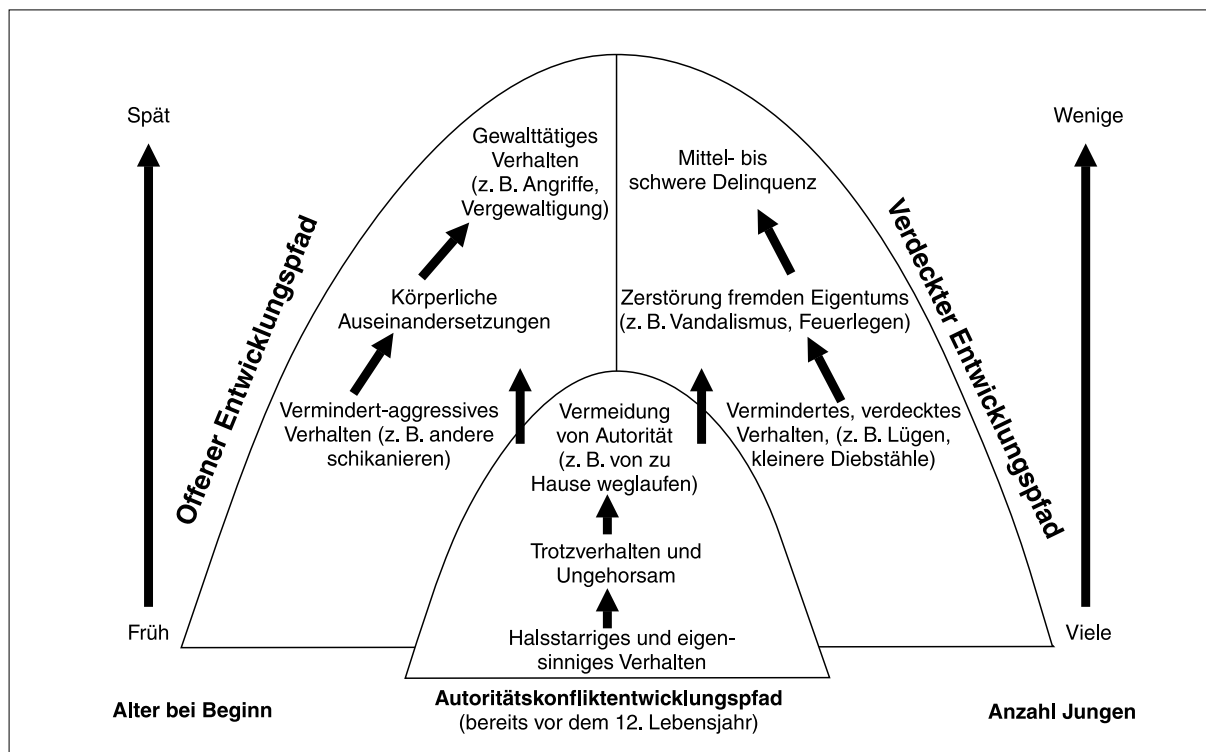 Spät
Früh
Alter bei Beginn
Offener Entwicklungspfad
Gewalttätiges
Verhalten
(z. B. Angriffe,
Vergewaltigung)
Körperliche
Auseinandersetzungen
Vermindert-aggressives
Verhalten (z. B. andere
schikanieren)
Vermeidung
von Autorität
(z. B. von zu
Hause weglaufen)
Trotzverhalten und
Ungehorsam
Halsstarriges und eigen-
sinniges Verhalten
Autoritätskonfliktentwicklungspfad
(bereits vor dem 12. Lebensjahr)
Mittel- bis
schwere Delinquenz
Zerstörung fremden Eigentums
(z. B. Vandalismus, Feuerlegen)
Vermindertes, verdecktes
Verhalten, (z. B. Lügen,
kleinere Diebstähle)
Verdeckter Entwicklungspfad
Wenige
Viele
Anzahl Jungen